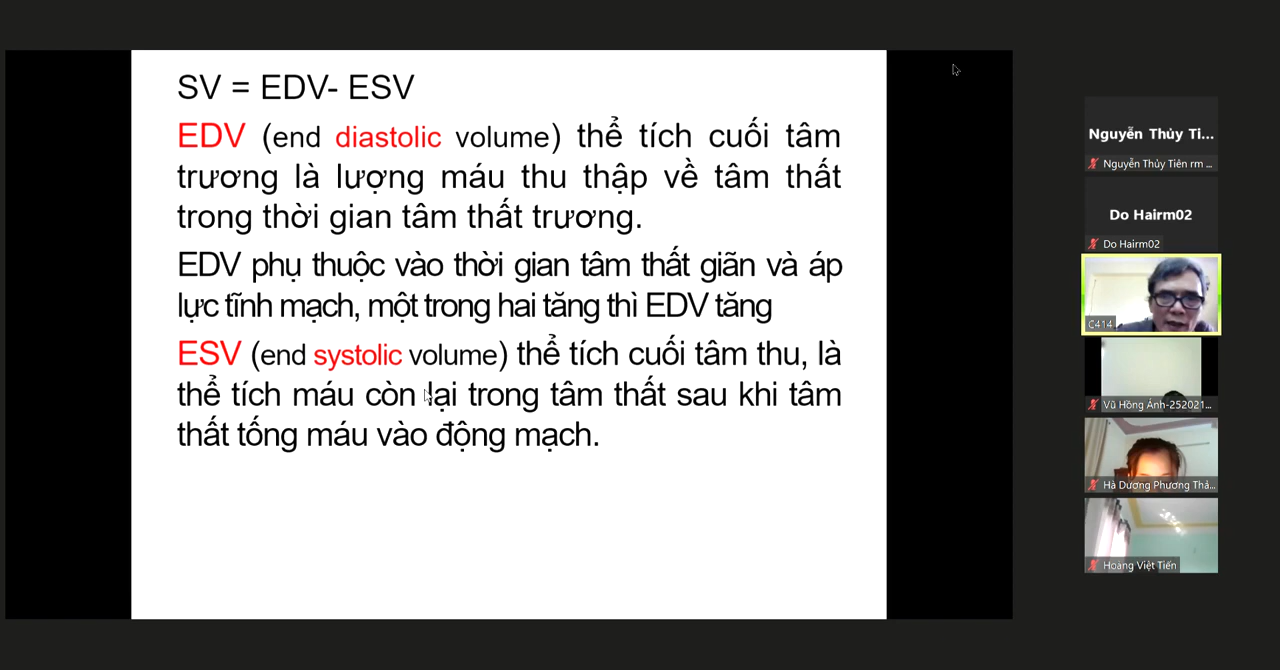 SV = EDV- ESV
EDV (end diastolic volume) thể tích cuối tâm
trương là lượng máu thu thập về tâm thất
trong thời gian tâm thất trương.
EDV phụ thuộc vào thời gian tâm thất giãn và áp
lực tĩnh mạch, một trong hai tăng thì EDV tăng
ESV (end systolic volume) thể tích cuối tâm thu, là
thể tích máu còn lại trong tâm thất sau khi tâm
thất tống máu vào động mạch.
Nguyễn Thủy Ti...
Nguyễn Thủy Tiên rm ...
Do Hairm02
Do Hairm02
C414
Vũ Hồng Ánh-252021...
Hà Dương Phương Thả...
Hoàng Việt Tiến